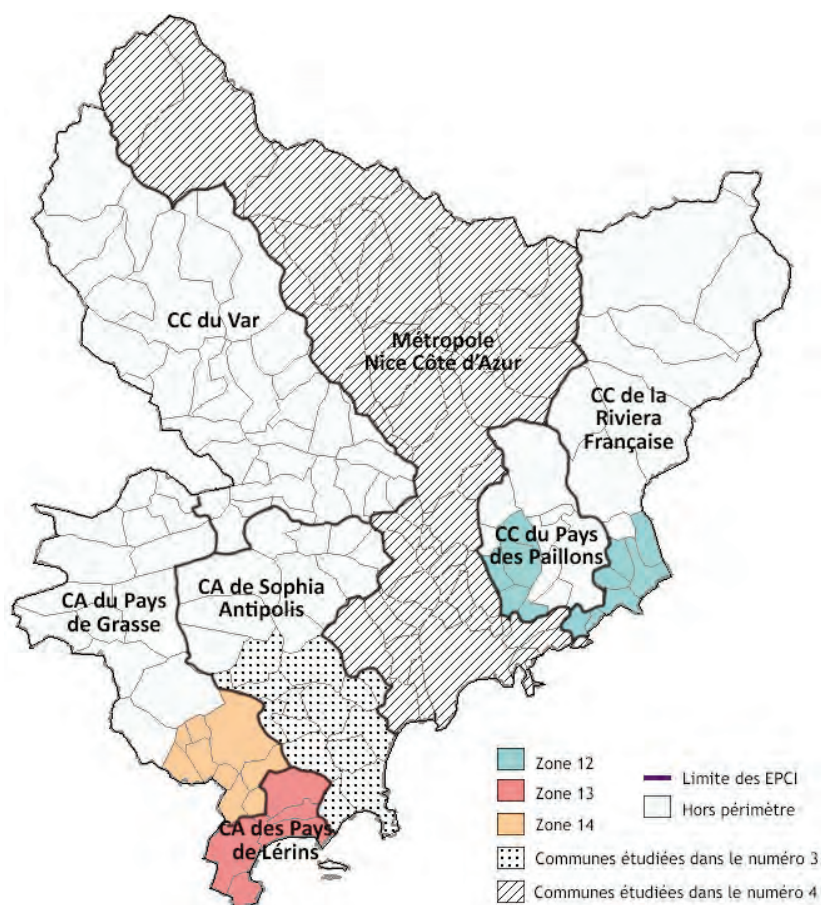 CC du Var
Métropole
Nice Côte d'Azur
CC de la
Riviera
Française
CC du Pays
des Paillons
CA de Sophia
Antipolis
CA du Pays
de Grasse
CA des Pays
de Lérins
Zone 12
Zone 13
Zone 14
Communes étudiées dans le numéro 3
Communes étudiées dans le numéro 4
Limite des EPCI
Hors périmètre